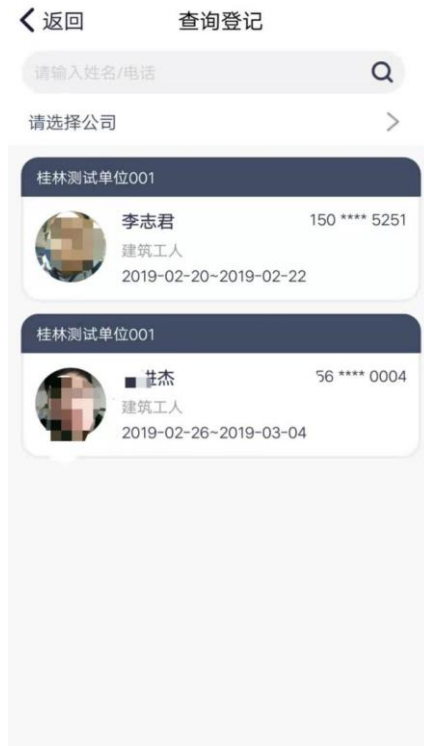 返回
查询登记
请输入姓名/电话
请选择公司
桂林测试单位001
李志君
150 **** 5251
建筑工人
2019-02-20~2019-02-22
桂林测试单位001
杰
56 **** 0004
建筑工人
2019-02-26~2019-03-04